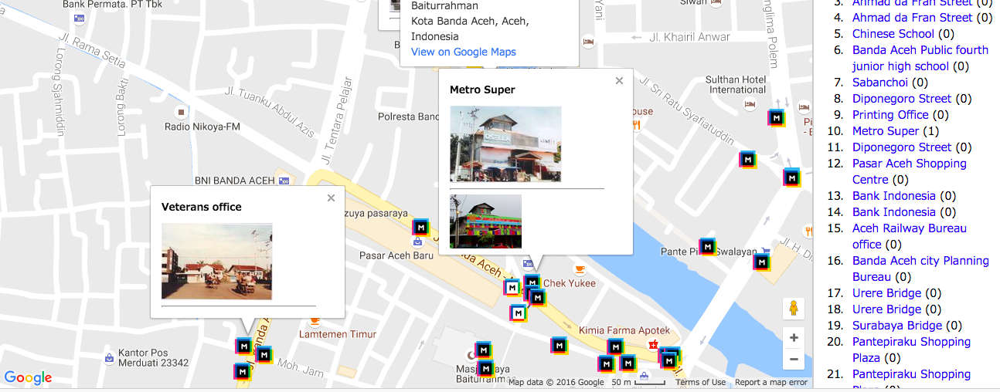 Bank Permata. PT Tbk
Jl. Rama Setia
Lorong Sjahmiddin
Lorong Bakti
Jl. Tuanku Abdul Azis
Jl. Tentara Pelajar
Radio Nikoya-FM
BNI BANDA ACEH
Baiturrahman
Kota Banda Aceh, Aceh,
Indonesia
View on Google Maps
Polresta Band
Jl. Khairil Anwar
Siwan
Yani
nglima Polem
Sulthan Hotel
International
Jl. Sri Ratu Syafiatuddin
ouse
Metro Super
Veterans office
zuya pasaraya
Pasar Aceh Baru
Pante Pi
Swalayan
Jl. H. Di
Chek Yukee
Lamtemen Timur
Kimia Farma Apotek
Kantor Pos
Merduati 23342
Moh. Jam
Masj
aya
Baiturrahman
Google
Map data © 2016 Google
50 m
Terms of Use
Report a map error
3. Ahmad da Fran Street (0)
4. Ahmad da Fran Street (0)
5. Chinese School (0)
6. Banda Aceh Public fourth
junior high school (0)
7. Sabanchoi (0)
8. Diponegoro Street (0)
9. Printing Office (0)
10. Metro Super (1)
11. Diponegoro Street (0)
12. Pasar Aceh Shopping
Centre (0)
13. Bank Indonesia (0)
14. Bank Indonesia (0)
15. Aceh Railway Bureau
office (0)
16. Banda Aceh city Planning
Bureau (0)
17. Urere Bridge (0)
18. Urere Bridge (0)
19. Surabaya Bridge (0)
20. Pantepiraku Shopping
Plaza (0)
21. Pantepiraku Shopping
Plaza (0)